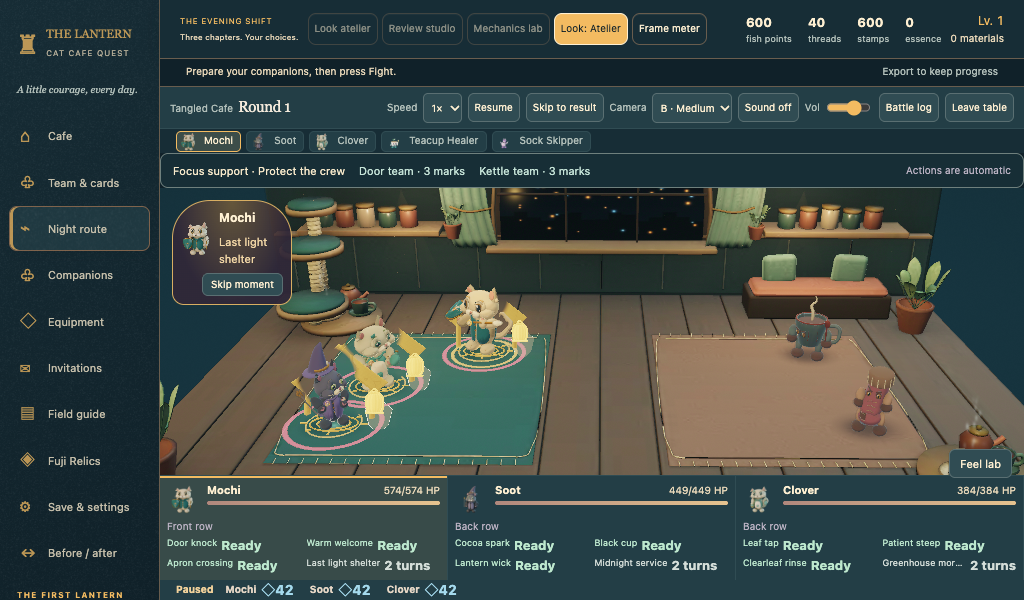 THE LANTERN
CAT CAFE QUEST
A little courage, every day.
Cafe
Team & cards
Night route
Companions
Equipment
Invitations
Field guide
Fuji Relics
Save & settings
Before / after
THE FIRST LANTERN
THE EVENING SHIFT
Three chapters. Your choices.
Look atelier
Review studio
Mechanics lab
Look: Atelier
Frame meter
600
fish points
40
threads
600
stamps
0
essence
Lv. 1
0 materials
Prepare your companions, then press Fight.
Export to keep progress
Tangled Cafe Round 1
Speed
1x
Resume
Skip to result
Camera
B · Medium
Sound off
Vol
Battle log
Leave table
Mochi
Soot
Clover
Teacup Healer
Sock Skipper
Focus support · Protect the crew
Door team · 3 marks
Kettle team · 3 marks
Actions are automatic
Mochi
Last light
shelter
Skip moment
Feel lab
Mochi
574/574 HP
Front row
Door knock Ready
Warm welcome Ready
Apron crossing Ready
Last light shelter 2 turns
Soot
449/449 HP
Back row
Cocoa spark Ready
Black cup Ready
Lantern wick Ready
Midnight service 2 turns
Clover
384/384 HP
Back row
Leaf tap Ready
Patient steep Ready
Clearleaf rinse Ready
Greenhouse mor... 2 turns
Paused
Mochi 42
Soot 42
Clover 42